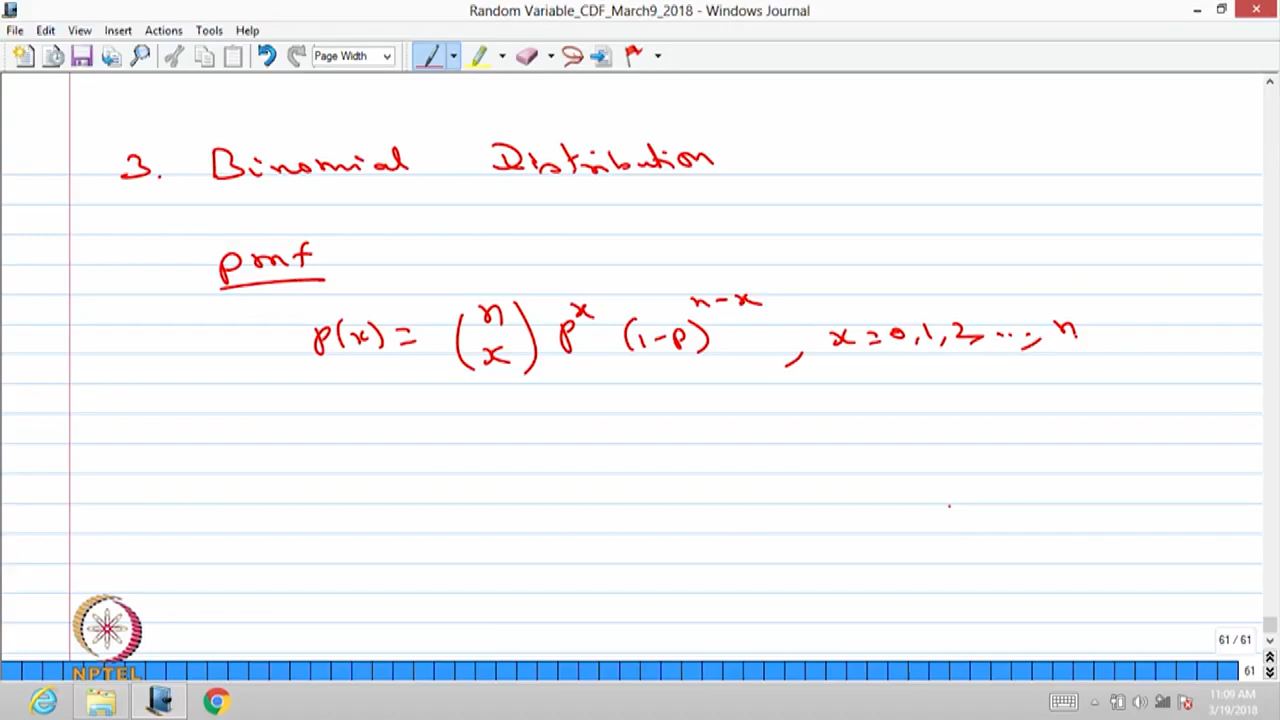 Random Variable_CDF_March9_2018 - Windows Journal
File Edit View Insert Actions Tools Help
Page Width
3. Binomial Distribution
pmf
p(x) = (n x) p^x (1-p)^{n-x} , x = 0, 1, 2, ..., n
61 / 61
NPTEL
61
11:09 AM
3/19/2018